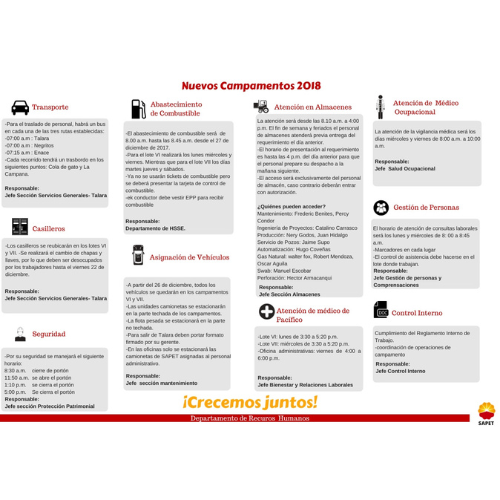 Nuevos Campamentos 2018
Transporte
-Para el traslado de personal, habrá un bus
en cada una de las tres rutas establecidas:
-07:00 a.m : Talara
-07:00 a.m : Negritos
-07:15 a.m : Enace
-Cada recorrido tendrá un trasbordo en los
siguientes puntos: Cola de gato y La
Campana.
Responsable:
Jefe Sección Servicios Generales- Talara
Casilleros
-Los casilleros se reubicarán en los lotes VI
y VII. -Se realizará el cambio de chapas y
llaves, por lo que deben ser desocupados
por los trabajadores hasta el viernes 22 de
diciembre.
Responsable:
Jefe Sección Servicios Generales- Talara
Seguridad
-Por su seguridad se manejará el siguiente
horario:
8:30 a.m. cierre de portón
11.50 a.m. se abre el portón
1:10 p.m. se cierra el portón
5:00 p.m. Se cierra el portón
Responsable:
Jefe sección Protección Patrimonial
Abastecimiento
de Combustible
-El abastecimiento de combustible será de
6.00 a.m. hasta las 8:45 a.m. desde el 27 de
diciembre de 2017.
-Para el lote VI realizará los lunes miércoles y
viernes. Mientras que para el lote VII los días
martes jueves y sábados.
-Ya no se usarán tickets de combustible pero
se deberá presentar la tarjeta de control de
combustible.
-ek conductor debe vestir EPP para recibir
combustible
Responsable:
Departamento de HSSE.
Asignación de Vehículos
-A partir del 26 de diciembre, todos los
vehículos se quedarán en los campamentos
VI y VII.
-Las unidades camionetas se estacionarán
en la parte techada de los campamentos.
-La flota pesada se estacionará en la parte
no techada.
-Para salir de Talara deben portar formato
firmado por su gerente.
-En las oficinas solo se estacionará las
camionetas de SAPET asignadas al personal
administrativo.
Responsable:
Jefe sección mantenimiento
Atención en Almacenes
La atención será desde las 8.10 a.m. a 4:00
p.m. El fin de semana y feriados el personal
de almacenes atenderá previa entrega del
requerimiento el día anterior.
-El horario de presentación al requerimiento
es hasta las 4 p.m. del día anterior para que
el personal prepare su despacho a la
mañana siguiente.
-El acceso será exclusivamente del personal
de almacén, caso contrario deberán entrar
con autorización.
¿Quiénes pueden acceder?
Mantenimiento: Frederic Benites, Percy
Condor
Ingeniería de Proyectos: Catalino Carrasco
Producción: Nery Godos, Juan Hidalgo
Servicio de Pozos: Jaime Supe
Automatización: Hugo Coveñas
Gas Natural: walter fox, Robert Mendoza,
Oscar Aguila
Swab: Manuel Escobar
Perforación: Hector Amicangui
Responsable:
Jefe Sección Almacenes
Atención de médico de
Pacífico
-Lote VI: lunes de 3:30 a 5:20 p.m.
-Lote VII: miércoles de 3:30 a 5:20 p.m.
-Oficina administrativas: viernes de 4:00 a
6:00 p.m.
Responsable:
Jefe Bienestar y Relaciones Laborales
Atención de Médico
Ocupacional
La atención de la vigilancia médica será los
días miércoles y viernes de 8:00 a.m. a 10:00
a.m.
Responsable:
Jefe Salud Ocupacional
Gestión de Personas
El horario de atención de consultas laborales
será los lunes y miércoles de 8: 00 a 8:45
a.m.
-Marcadores en cada lugar
-El control de asistencia debe hacerse en el
lote donde trabajan.
Responsable:
Jefe Gestión de personas y
Comprensaciones
Control Interno
Cumplimiento del Reglamento Interno de
Trabajo.
-coordinación de operaciones de
campamento
Responsable:
Jefe Control Interno
¡Crecemos juntos!
Departamento de Recuros Humanos
SAPET